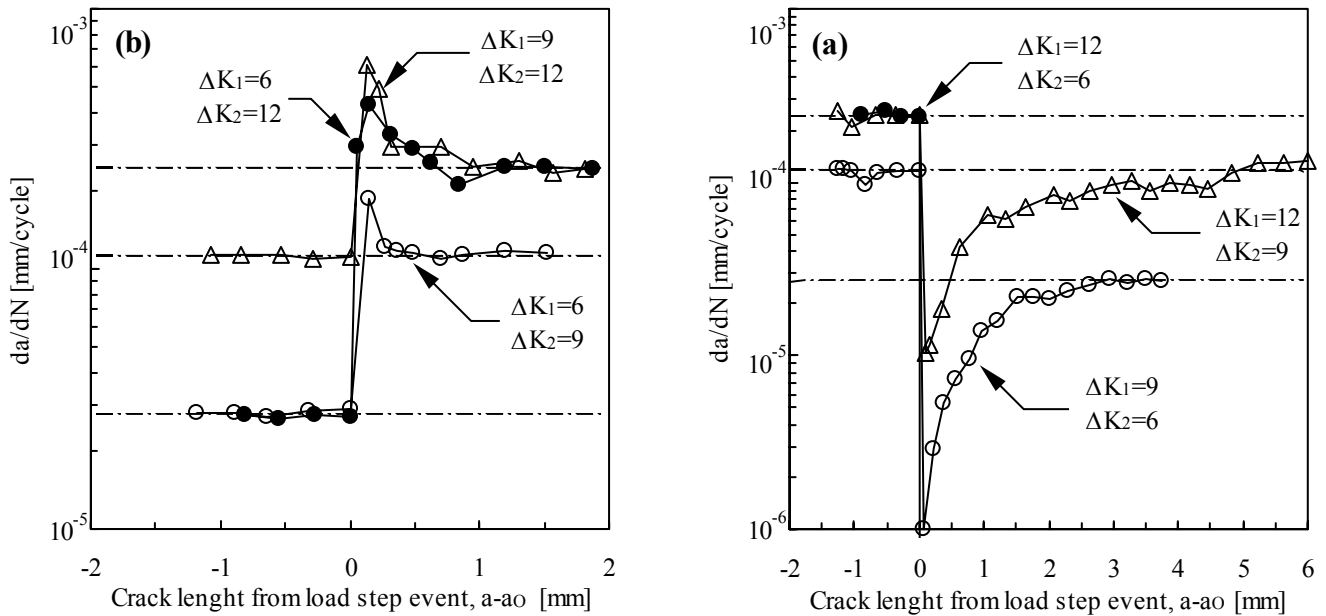 (b)
10-3
ΔK1=9
ΔK2=12
ΔK1=6
ΔK2=12
10-4
ΔK1=6
ΔK2=9
10-5
-2 -1 0 1 2
da/dN [mm/cycle]
Crack lenght from load step event, a-ao [mm]
(a)
10-3
ΔK1=12
ΔK2=6
10-4
ΔK1=12
ΔK2=9
10-5
ΔK1=9
ΔK2=6
10-6
-2 -1 0 1 2 3 4 5 6
da/dN [mm/cycle]
Crack lenght from load step event, a-ao [mm]